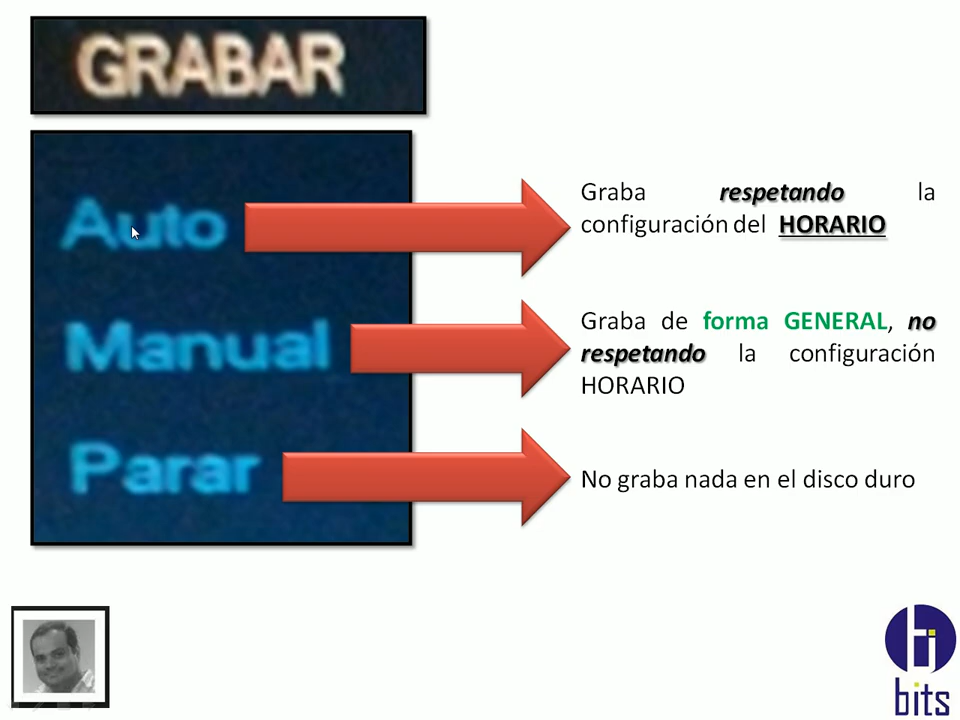 GRABAR
Auto
Graba respetando la
configuración del HORARIO
Manual
Graba de forma GENERAL, no
respetando la configuración
HORARIO
Parar
No graba nada en el disco duro
bits